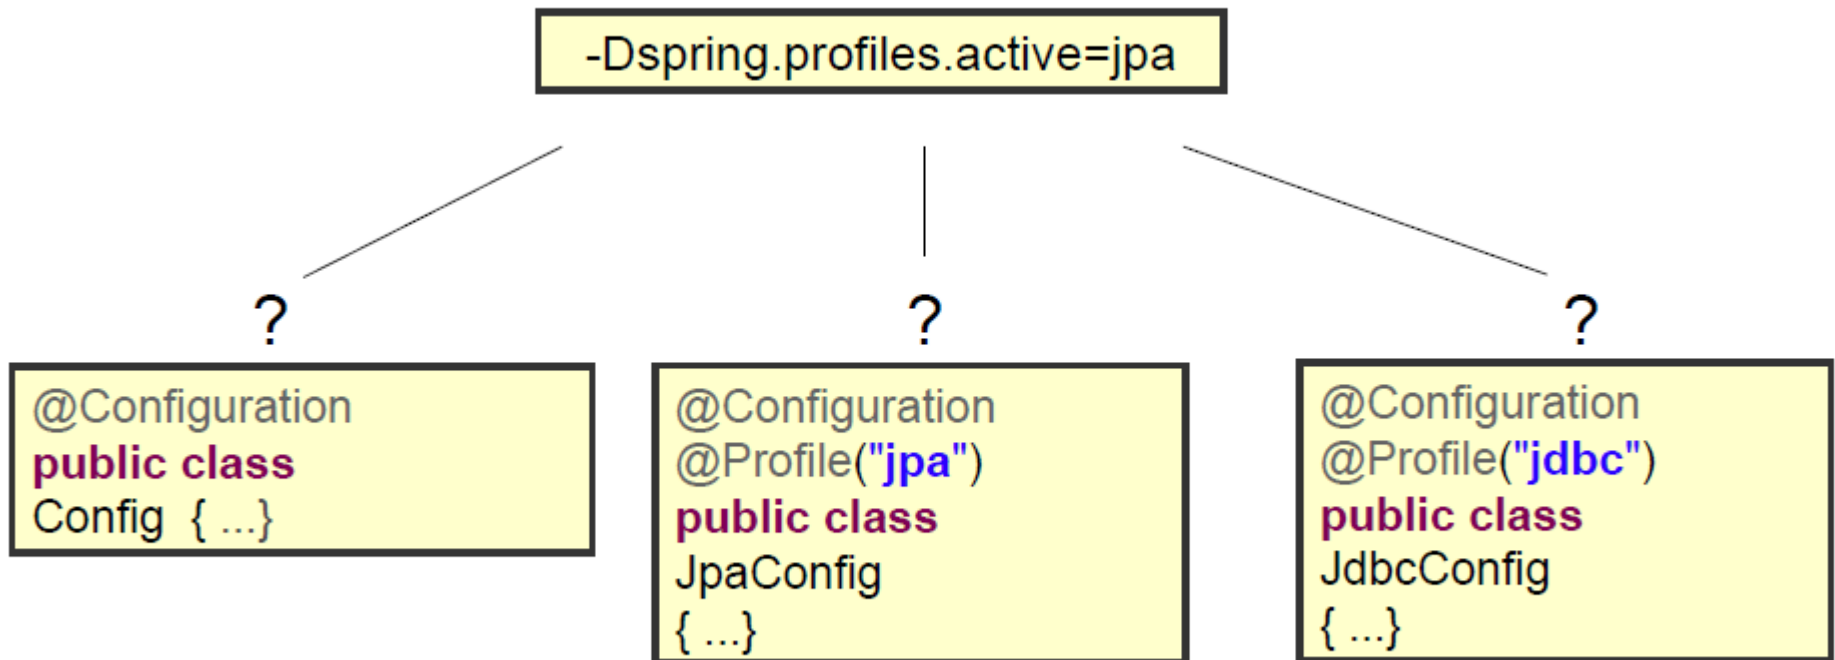 -Dspring.profiles.active=jpa
?
?
?
@Configuration
public class
Config { ...}
@Configuration
@Profile("jpa")
public class
JpaConfig
{ ...}
@Configuration
@Profile("jdbc")
public class
JdbcConfig
{ ...}